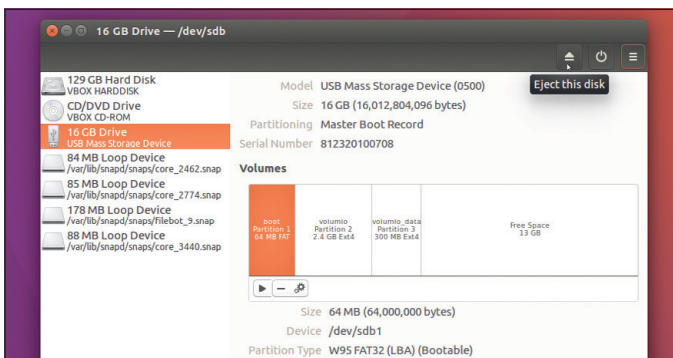 16 GB Drive — /dev/sdb
129 GB Hard Disk
VBOX HARDDISK
CD/DVD Drive
VBOX CD-ROM
16 GB Drive
USB Mass Storage Device
84 MB Loop Device
/var/lib/snapd/snaps/core_2462.snap
85 MB Loop Device
/var/lib/snapd/snaps/core_2774.snap
178 MB Loop Device
/var/lib/snapd/snaps/filebot_9.snap
88 MB Loop Device
/var/lib/snapd/snaps/core_3440.snap
Eject this disk
Model USB Mass Storage Device (0500)
Size 16 GB (16,012,804,096 bytes)
Partitioning Master Boot Record
Serial Number 812320100708
Volumes
boot
Partition 1
64 MB FAT
volumio
Partition 2
2.4 GB Ext4
volumio_data
Partition 3
300 MB Ext4
Free Space
13 GB
Size 64 MB (64,000,000 bytes)
Device /dev/sdb1
Partition Type W95 FAT32 (LBA) (Bootable)